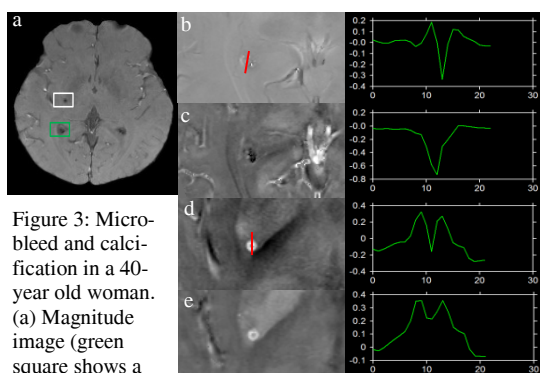 a
b
0.2
0.1
-0.0
-0.1
-0.2
-0.3
-0.4
0 10 20 30
c
0.2
-0.0
-0.2
-0.4
-0.6
-0.8
0 10 20 30
Figure 3: Micro-
bleed and calci-
fication in a 40-
year old woman.
(a) Magnitude
image (green
square shows a
d
0.4
0.2
0
-0.2
0.4
0 10 20 30
e
0.4
0.3
0.2
0.1
0
-0.1
0 10 20 30